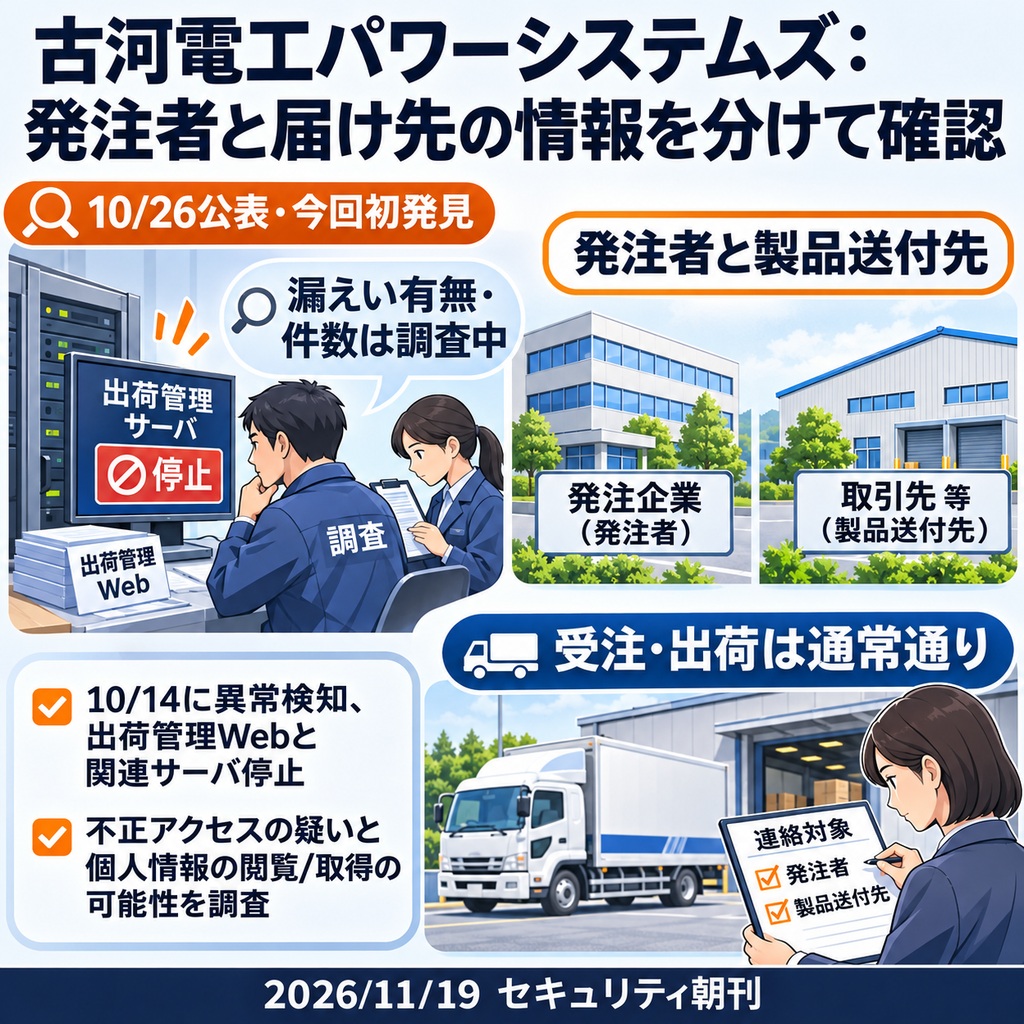 古河電工パワーシステムズ：
発注者と届け先の情報を分けて確認
10/26公表・今回初発見
漏えい有無・
件数は調査中
出荷管理
サーバ
停止
調査
出荷管理
Web
発注者と製品送付先
発注企業
（発注者）
取引先 等
（製品送付先）
10/14に異常検知、
出荷管理Webと
関連サーバ停止
不正アクセスの疑いと
個人情報の閲覧/取得の
可能性を調査
受注・出荷は通常通り
連絡対象
発注者
製品送付先
2026/11/19 セキュリティ朝刊